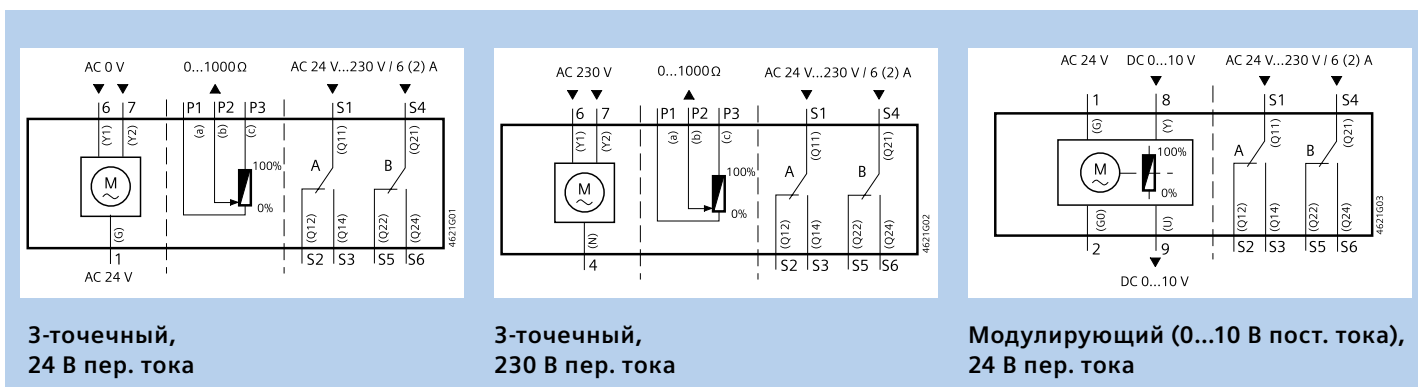 AC 0 V 0...1000Ω AC 24 V...230 V / 6 (2) A
6 7 P1 P2 P3 S1 S4
(Y1) (Y2) (a) (b) (c) (Q11) (Q21)
M
100%
0%
A B
(G) (Q12) (Q14) (Q22) (Q24)
1 S2 S3 S5 S6
AC 24 V
4621G01
3-точечный,
24 В пер. тока
AC 230 V 0...1000Ω AC 24 V...230 V / 6 (2) A
6 7 P1 P2 P3 S1 S4
(Y1) (Y2) (a) (b) (c) (Q11) (Q21)
M
100%
0%
A B
(N) (Q12) (Q14) (Q22) (Q24)
4 S2 S3 S5 S6
4621G02
3-точечный,
230 В пер. тока
AC 24 V DC 0...10 V AC 24 V...230 V / 6 (2) A
1 8 S1 S4
(G) (Y) (Q11) (Q21)
M
100%
0%
A B
(G0) (U) (Q12) (Q14) (Q22) (Q24)
2 9 S2 S3 S5 S6
DC 0...10 V
4621G03
Модулирующий (0...10 В пост. тока),
24 В пер. тока